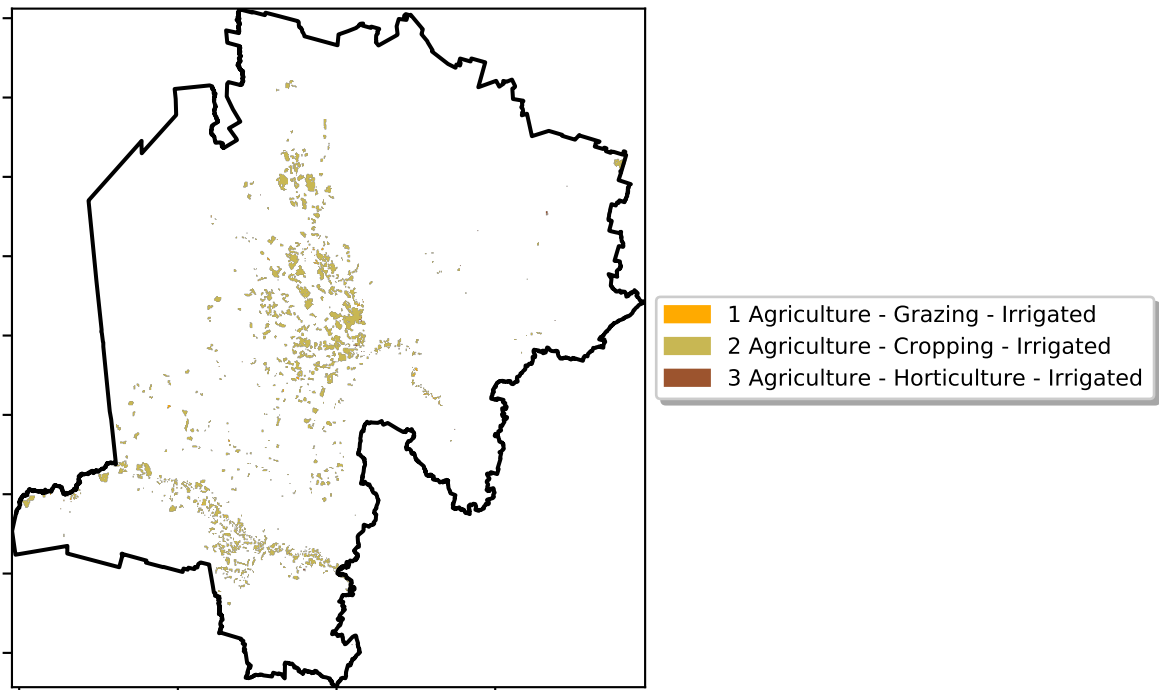 1 Agriculture - Grazing - Irrigated
2 Agriculture - Cropping - Irrigated
3 Agriculture - Horticulture - Irrigated